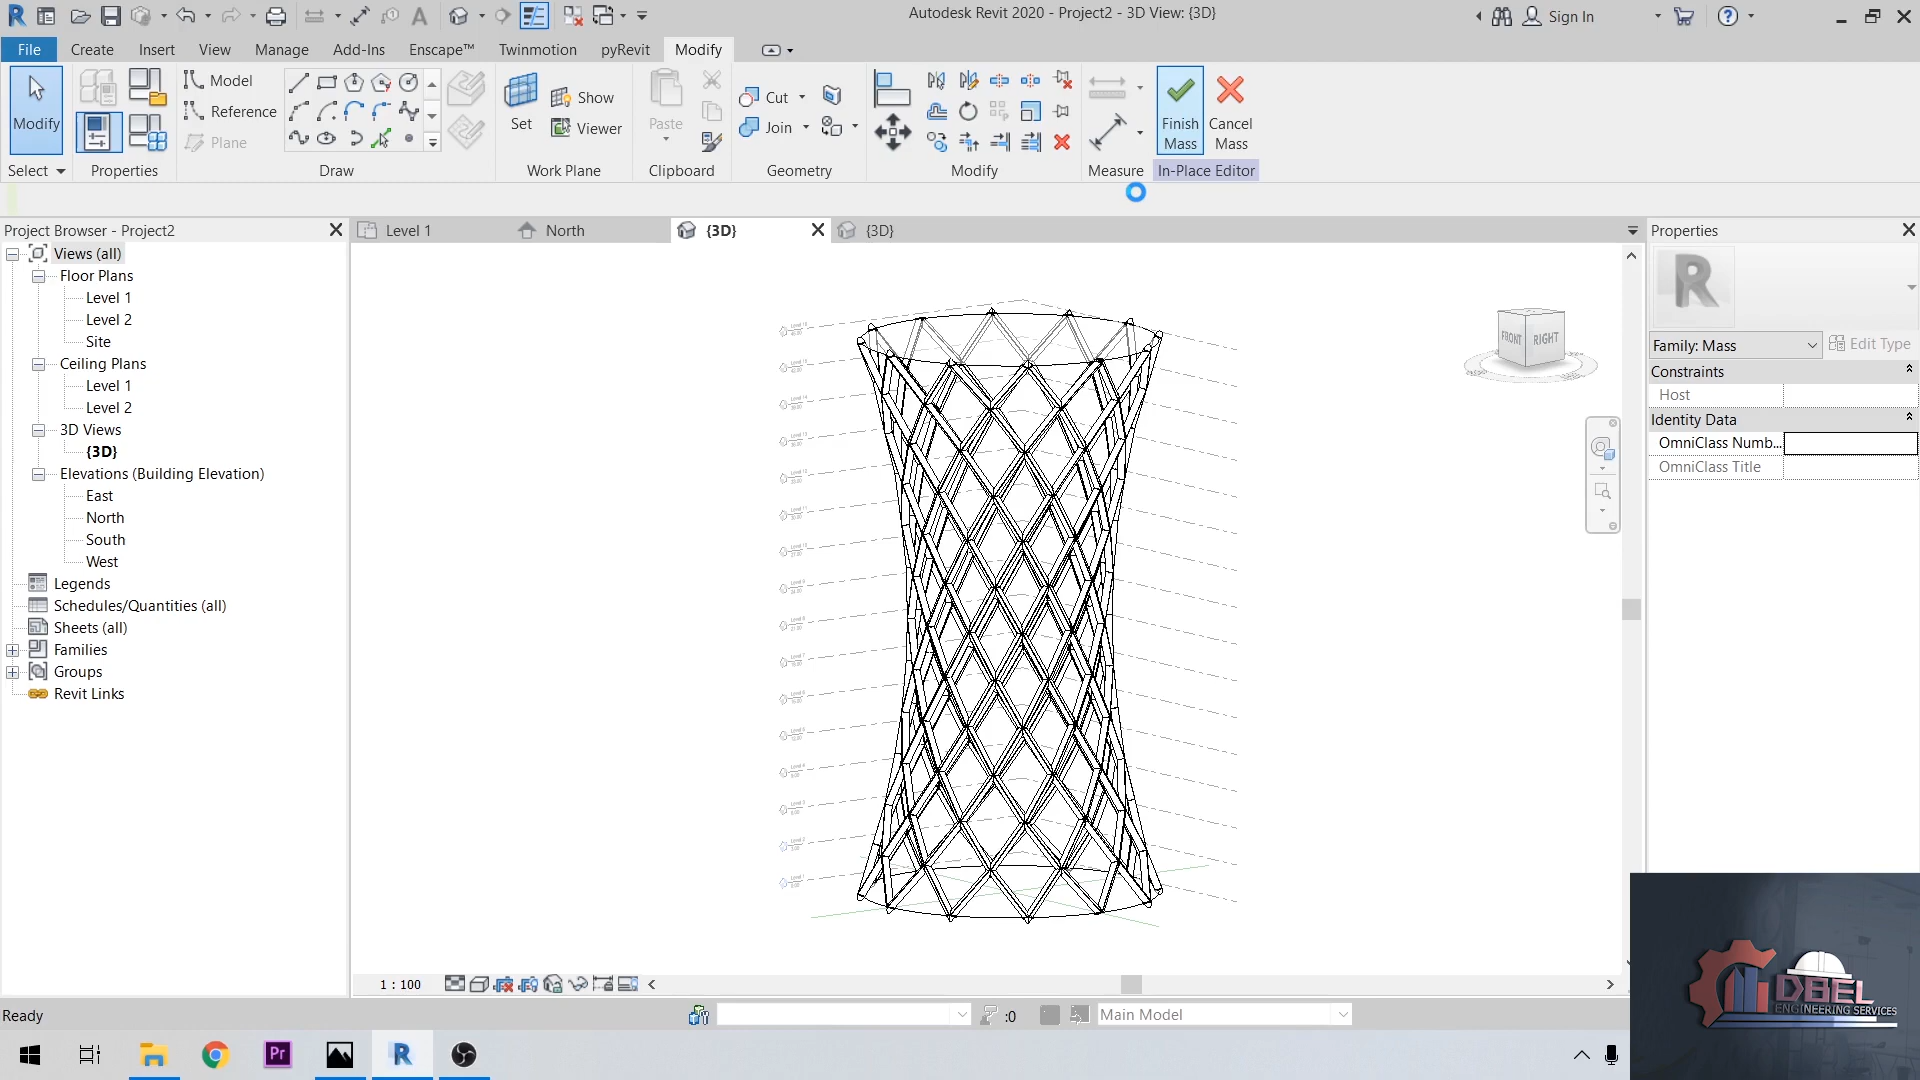 Autodesk Revit 2020 - Project2 - 3D View: {3D}
Sign In
File
Create
Insert
View
Manage
Add-Ins
Enscape™
Twinmotion
pyRevit
Modify
Modify
Select
Properties
Model
Reference
Plane
Draw
Set
Show
Viewer
Work Plane
Paste
Clipboard
Cut
Join
Geometry
Modify
Measure
Finish
Mass
Cancel
Mass
In-Place Editor
Project Browser - Project2
Level 1
North
{3D}
{3D}
Properties
Views (all)
Floor Plans
Level 1
Level 2
Site
Ceiling Plans
Level 1
Level 2
3D Views
{3D}
Elevations (Building Elevation)
East
North
South
West
Legends
Schedules/Quantities (all)
Sheets (all)
Families
Groups
Revit Links
FRONT
RIGHT
Family: Mass
Edit Type
Constraints
Host
Identity Data
OmniClass Numb...
OmniClass Title
1 : 100
Ready
:0
Main Model
DBEL
ENGINEERING SERVICES